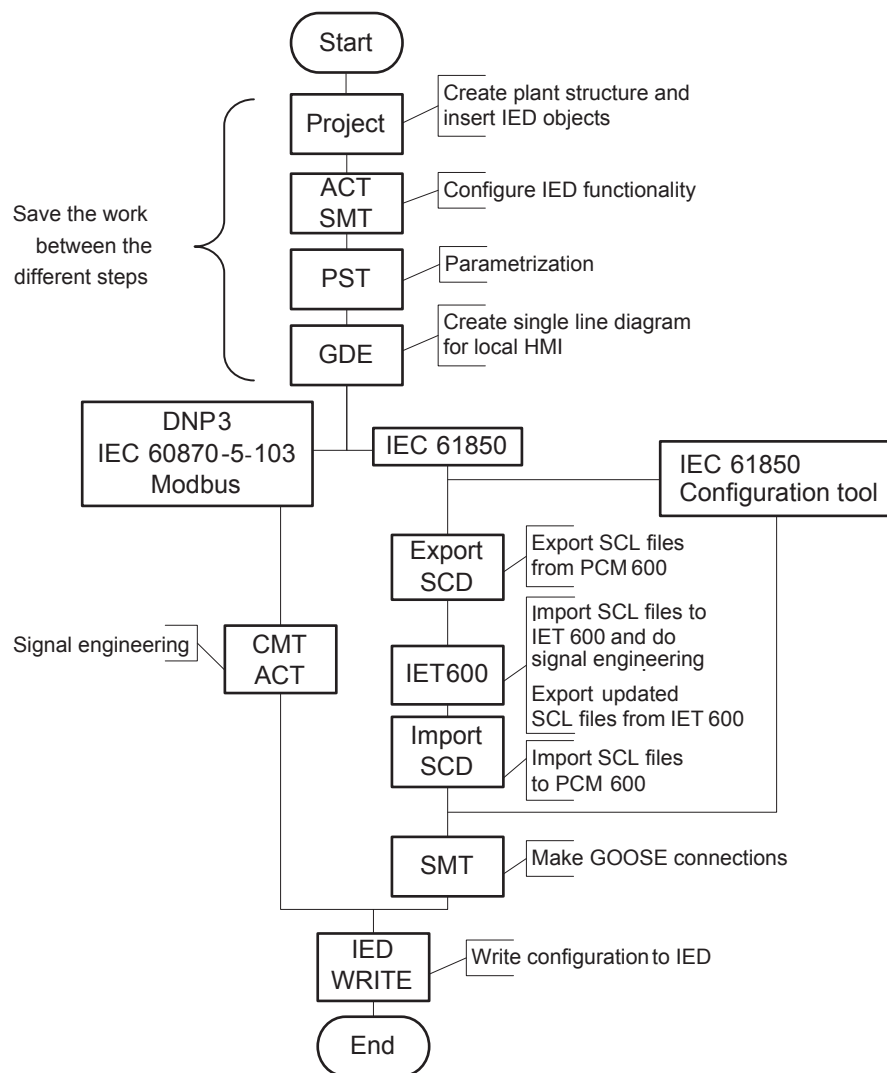 Start
Project
Create plant structure and
insert IED objects
ACT
SMT
Configure IED functionality
Save the work
between the
different steps
PST
Parametrization
GDE
Create single line diagram
for local HMI
DNP3
IEC 60870-5-103
Modbus
IEC 61850
IEC 61850
Configuration tool
Export
SCD
Export SCL files
from PCM 600
Signal engineering
CMT
ACT
IET600
Import SCL files to
IET 600 and do
signal engineering
Export updated
SCL files from IET 600
Import
SCD
Import SCL files
to PCM 600
SMT
Make GOOSE connections
IED
WRITE
Write configuration to IED
End